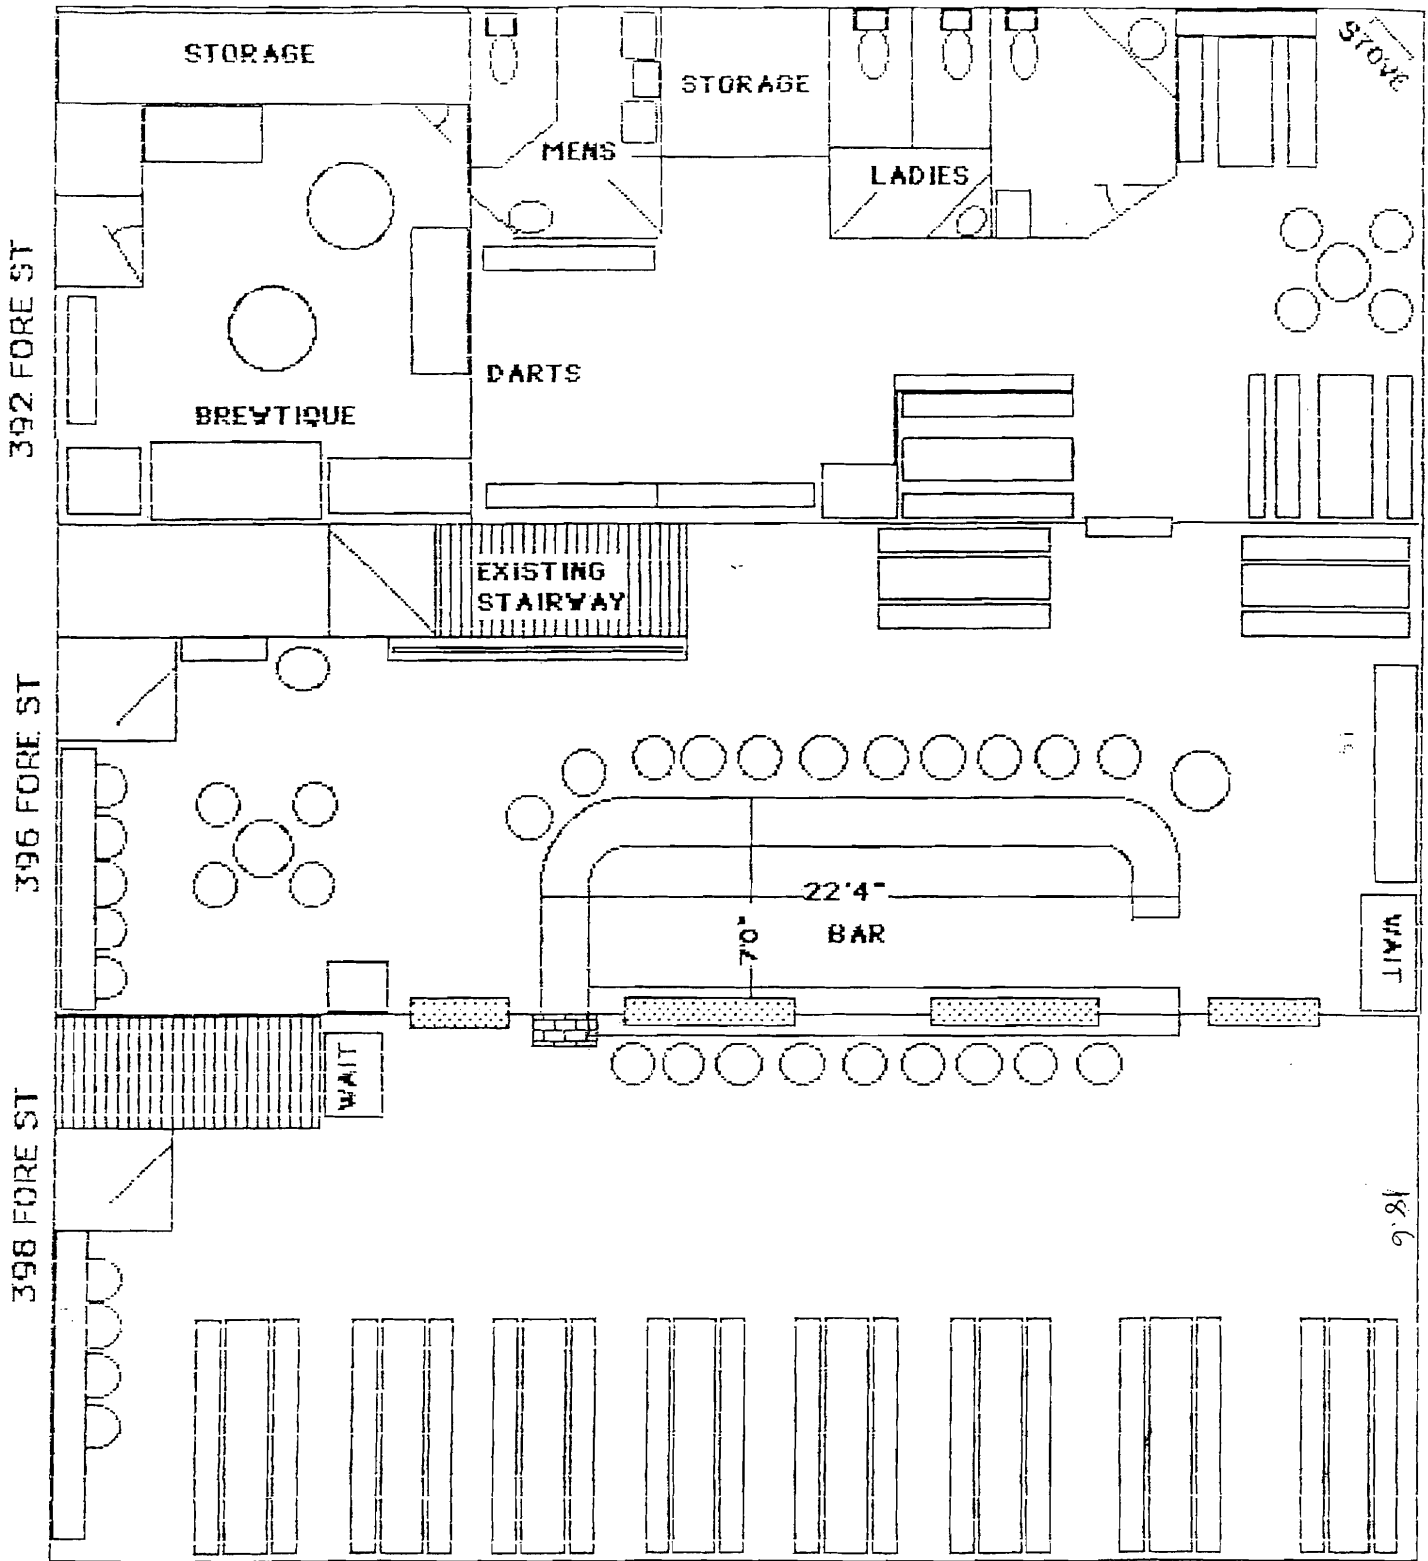 STORAGE
STOVE
STORAGE
MENS
LADIES
392 FORE ST
DARTS
BREWTIQUE
EXISTING
STAIRWAY
396 FORE ST
22'4"
7'0"
BAR
WAIT
WAIT
398 FORE ST
18.6